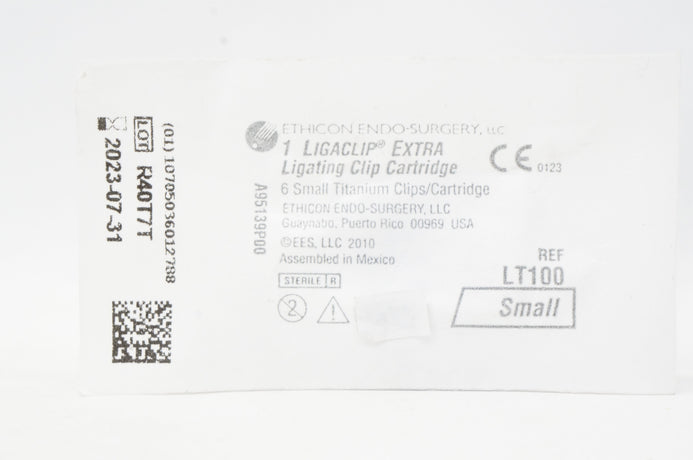 ETHICON ENDO-SURGERY, LLC
1 LIGACLIP® EXTRA
Ligating Clip Cartridge
CE 0123
6 Small Titanium Clips/Cartridge
ETHICON ENDO-SURGERY, LLC
Guaynabo, Puerto Rico 00969 USA
©EES, LLC 2010
Assembled in Mexico
STERILE R
2
REF
LT100
Small
A95139P00
(01) 10705036012788
LOT R40T7T
2023-07-31